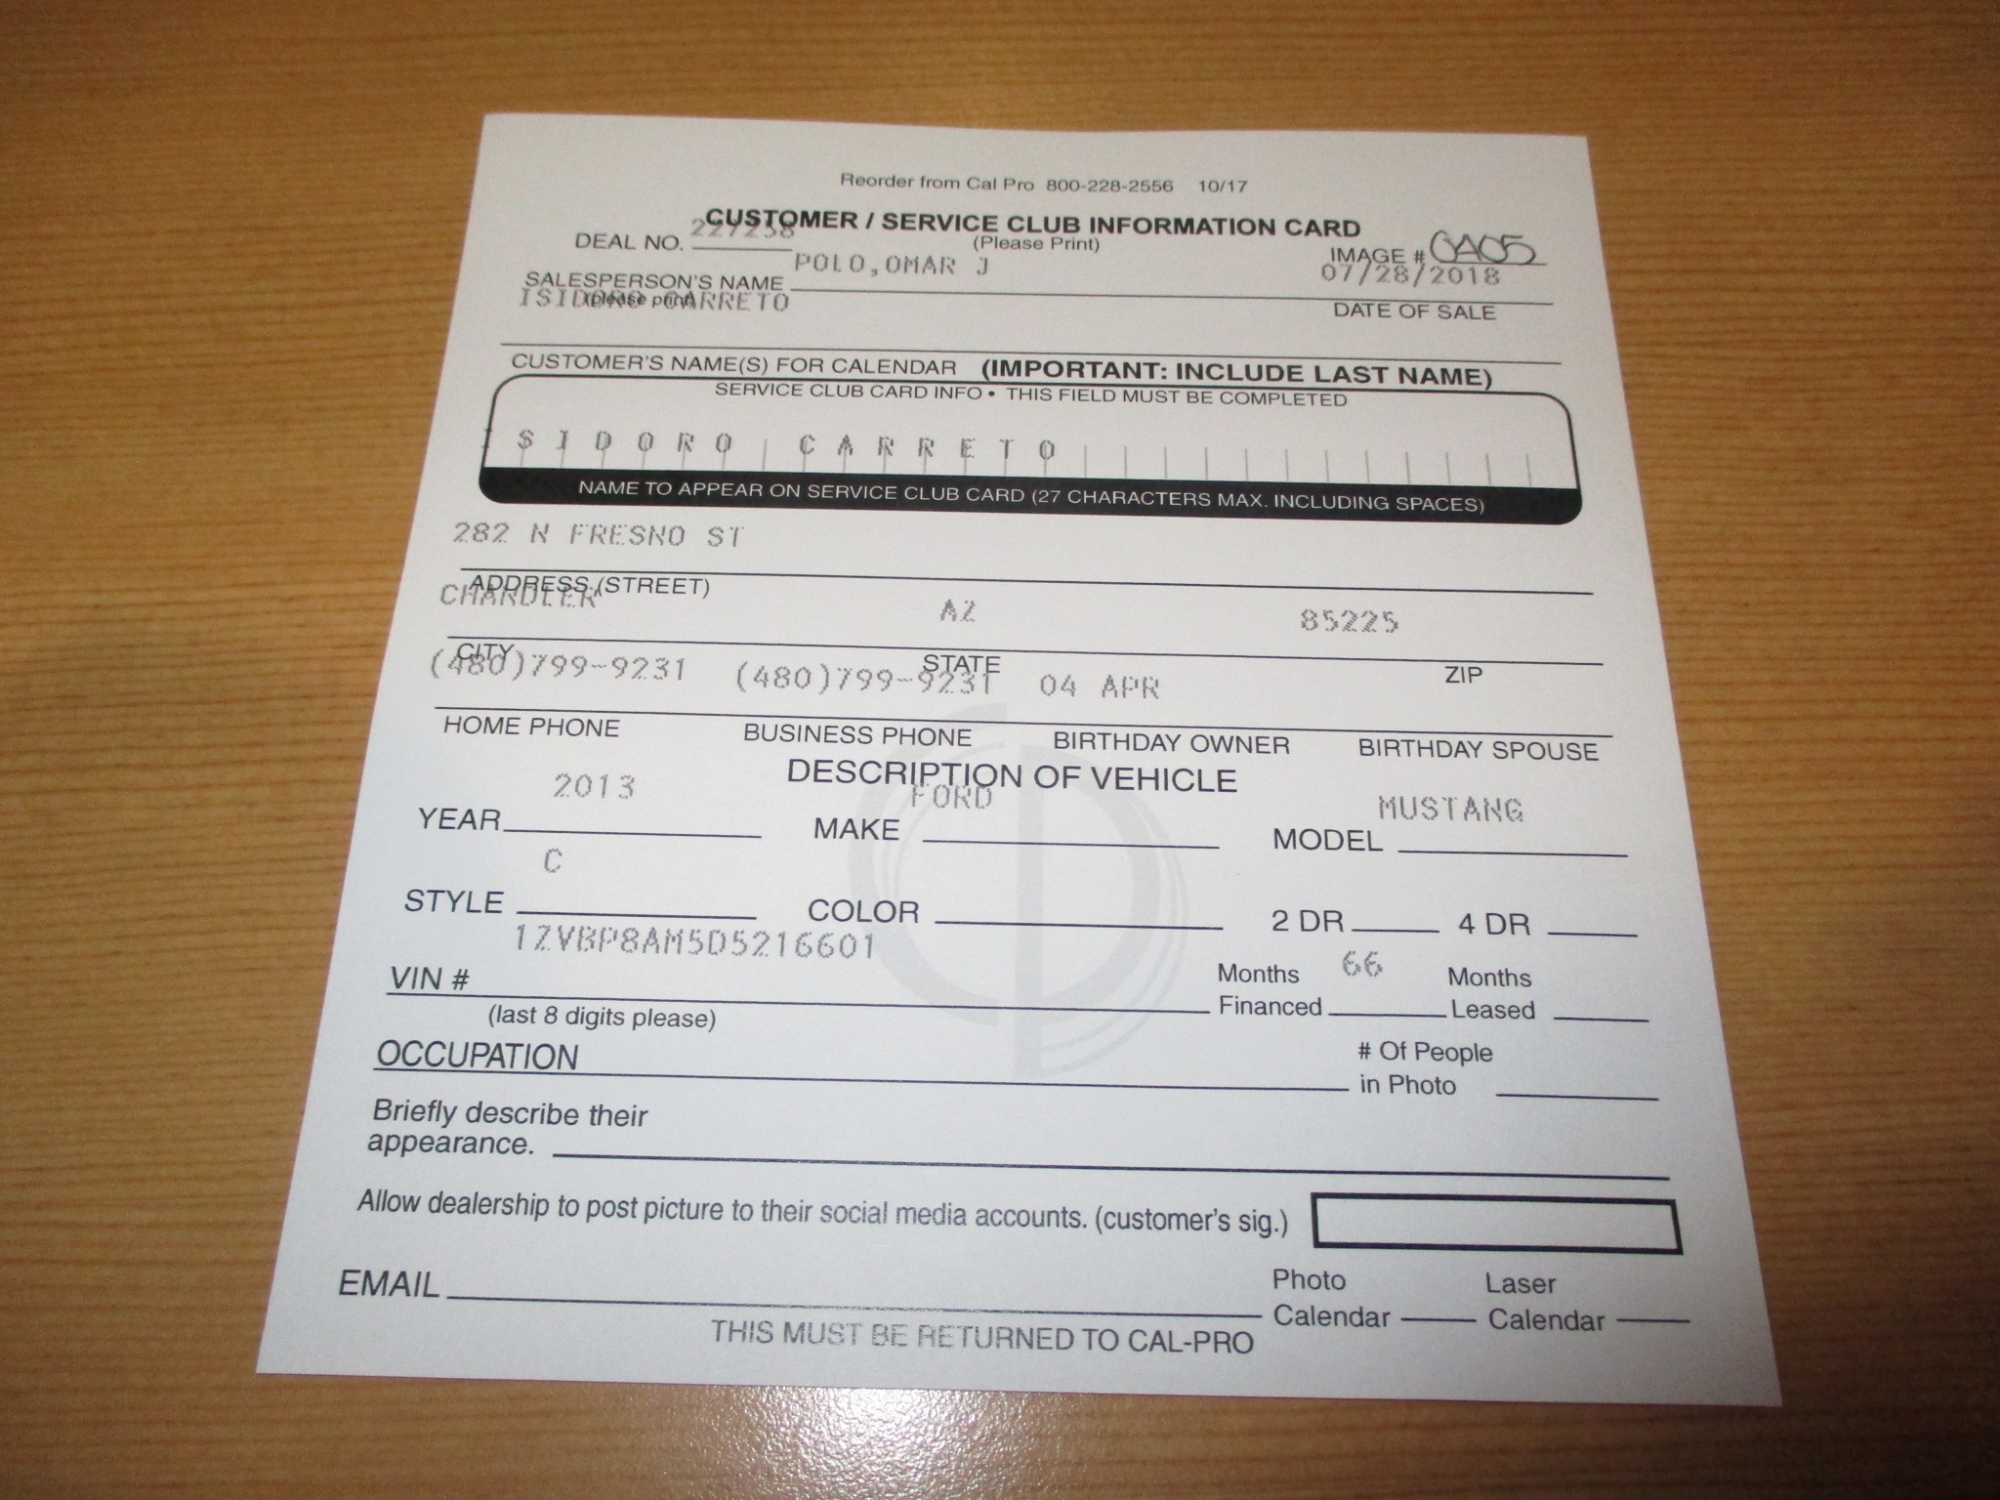 Reorder from Cal Pro 800-228-2556 10/17
CUSTOMER / SERVICE CLUB INFORMATION CARD
DEAL NO. 227258 (Please Print) IMAGE # 0A05
SALESPERSON'S NAME POLO,OMAR J 07/28/2018
(please print) DATE OF SALE
ISIDORO CARRETO
CUSTOMER'S NAME(S) FOR CALENDAR (IMPORTANT: INCLUDE LAST NAME)
SERVICE CLUB CARD INFO • THIS FIELD MUST BE COMPLETED
SIDORO CARRETO
NAME TO APPEAR ON SERVICE CLUB CARD (27 CHARACTERS MAX. INCLUDING SPACES)
282 N FRESNO ST
ADDRESS (STREET)
CHANDLER AZ 85225
CITY STATE ZIP
(480)799-9231 (480)799-9231 04 APR
HOME PHONE BUSINESS PHONE BIRTHDAY OWNER BIRTHDAY SPOUSE
DESCRIPTION OF VEHICLE
YEAR 2013 MAKE FORD MODEL MUSTANG
STYLE C COLOR 2 DR 4 DR
VIN # 1ZVBP8AM5D5216601 Months Financed 66 Months Leased
(last 8 digits please)
OCCUPATION # Of People in Photo
Briefly describe their
appearance.
Allow dealership to post picture to their social media accounts. (customer's sig.)
EMAIL Photo Calendar Laser Calendar
THIS MUST BE RETURNED TO CAL-PRO